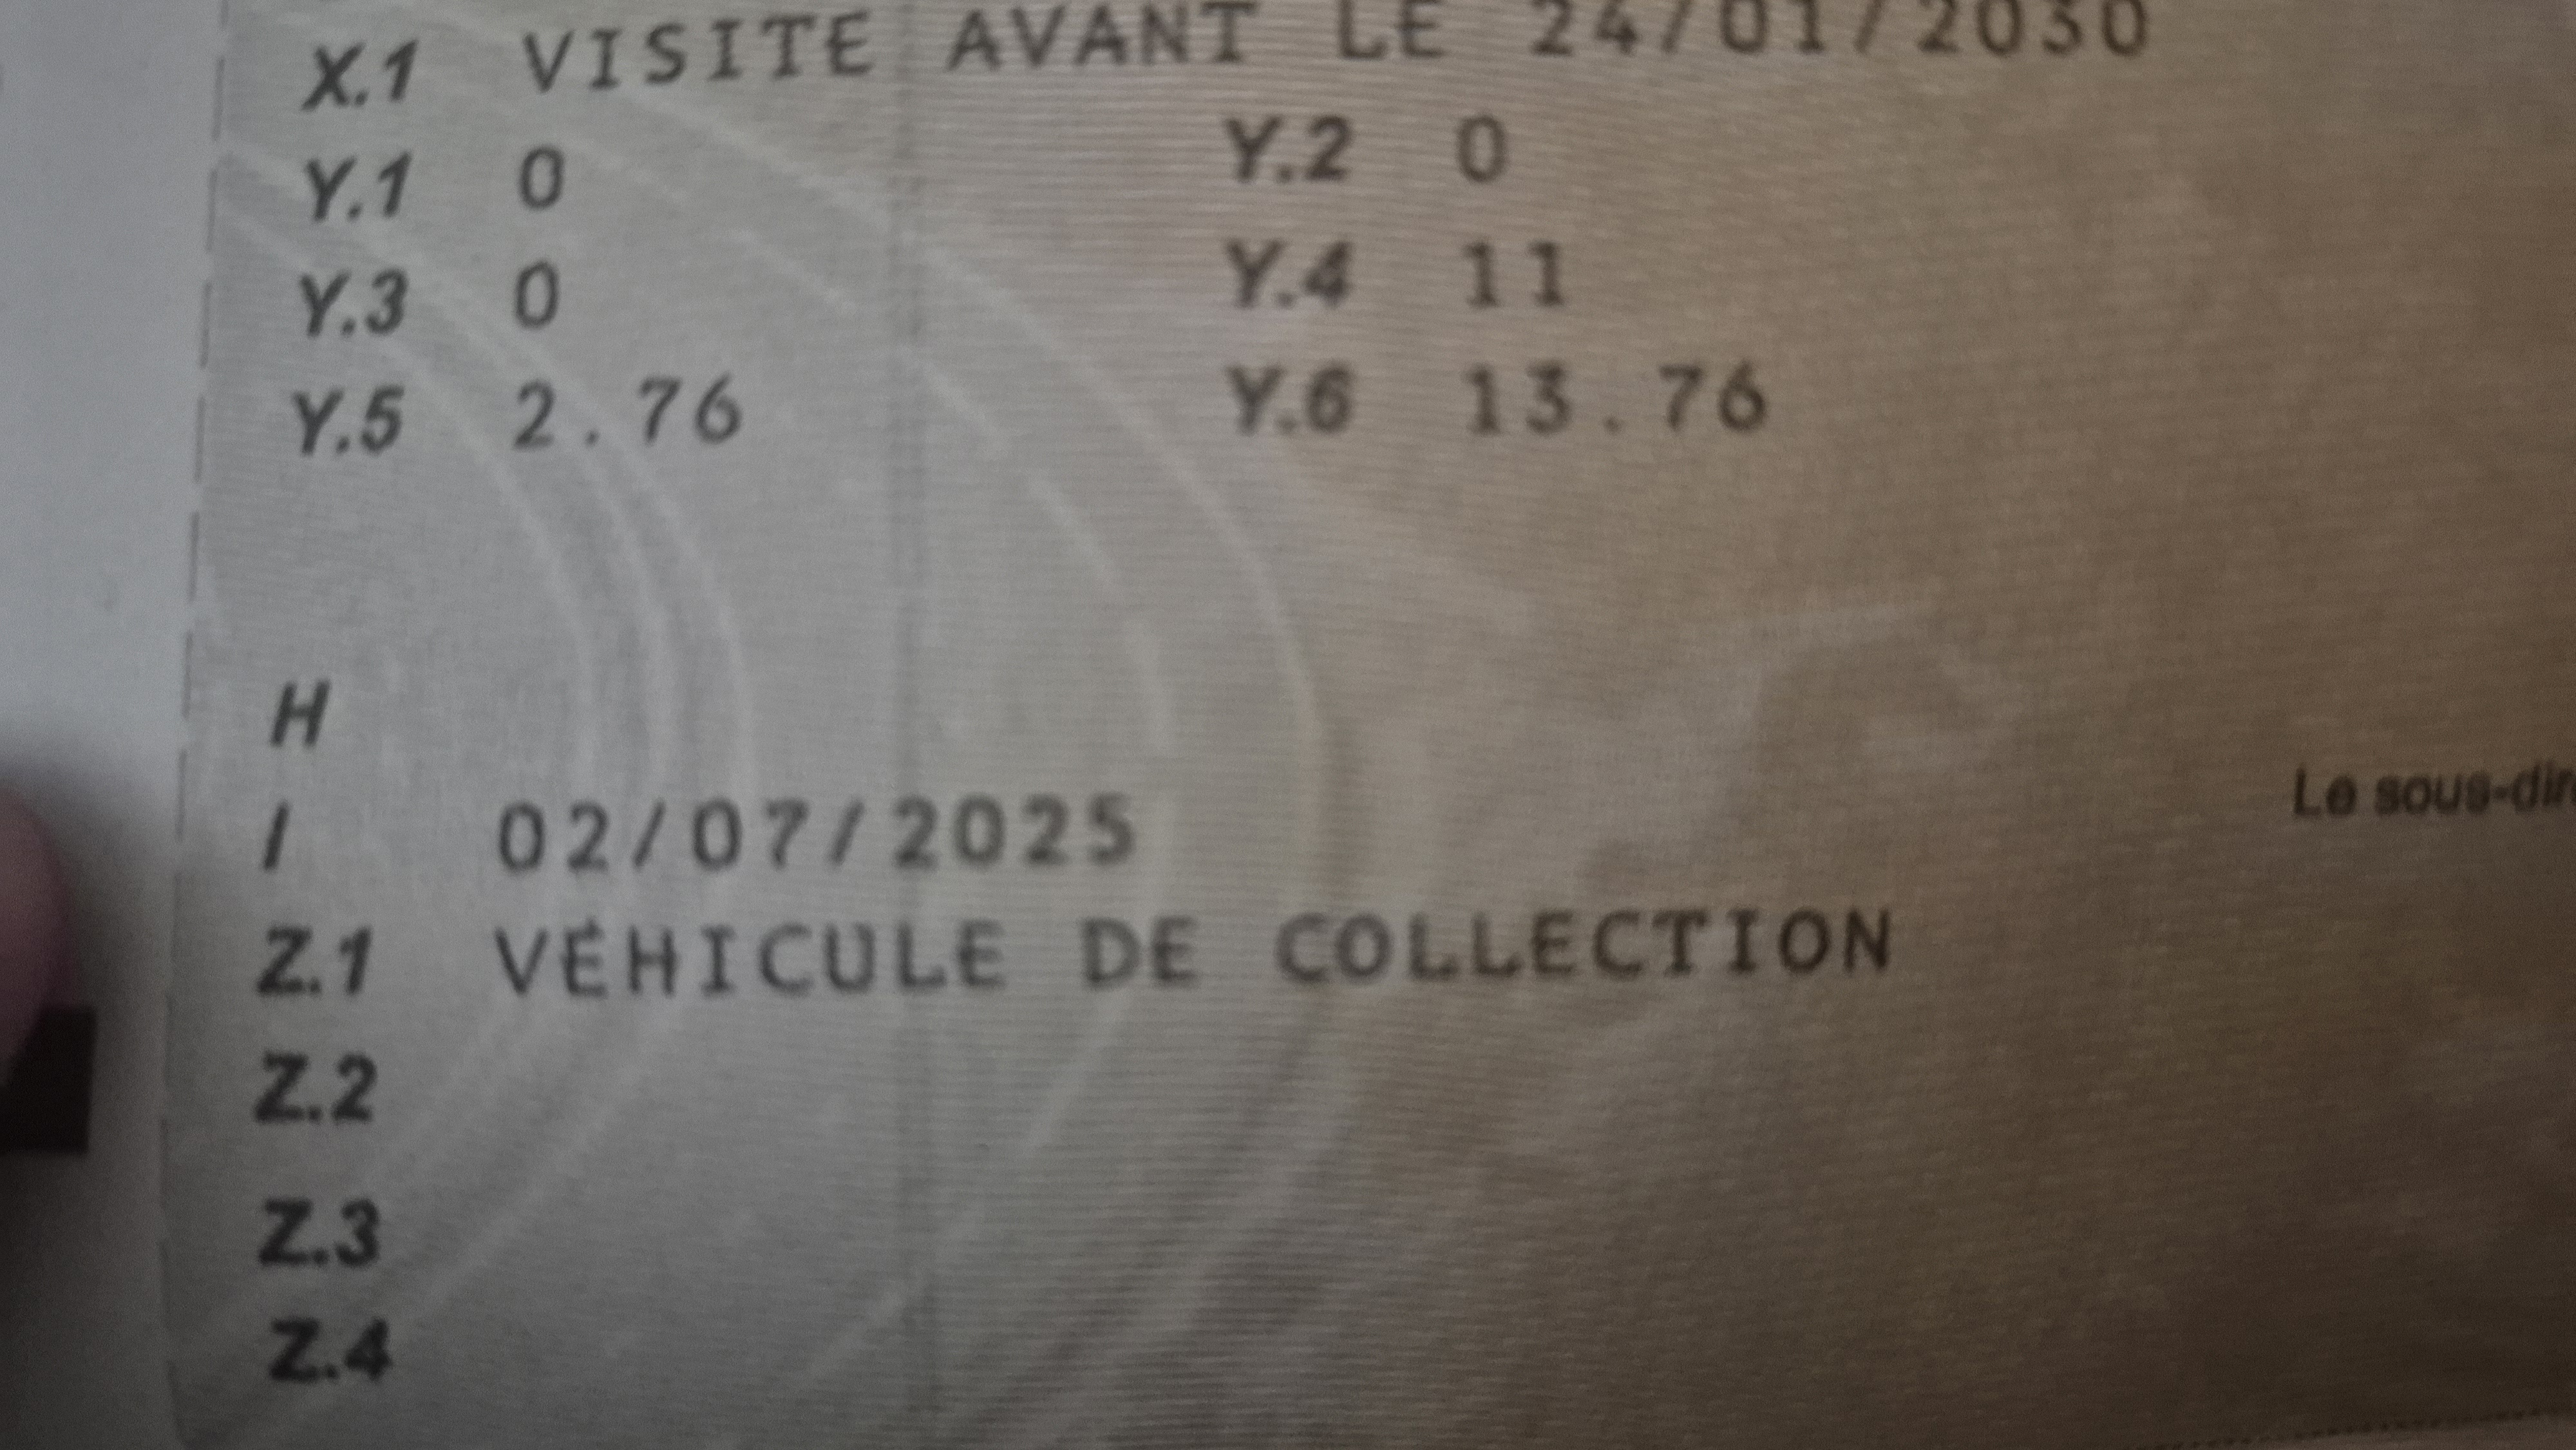 X.1 VISITE AVANT LE 24/01/2030
Y.1 0 Y.2 0
Y.3 0 Y.4 11
Y.5 2.76 Y.6 13.76
H
I 02/07/2025
Le sous-dir
Z.1 VÉHICULE DE COLLECTION
Z.2
Z.3
Z.4